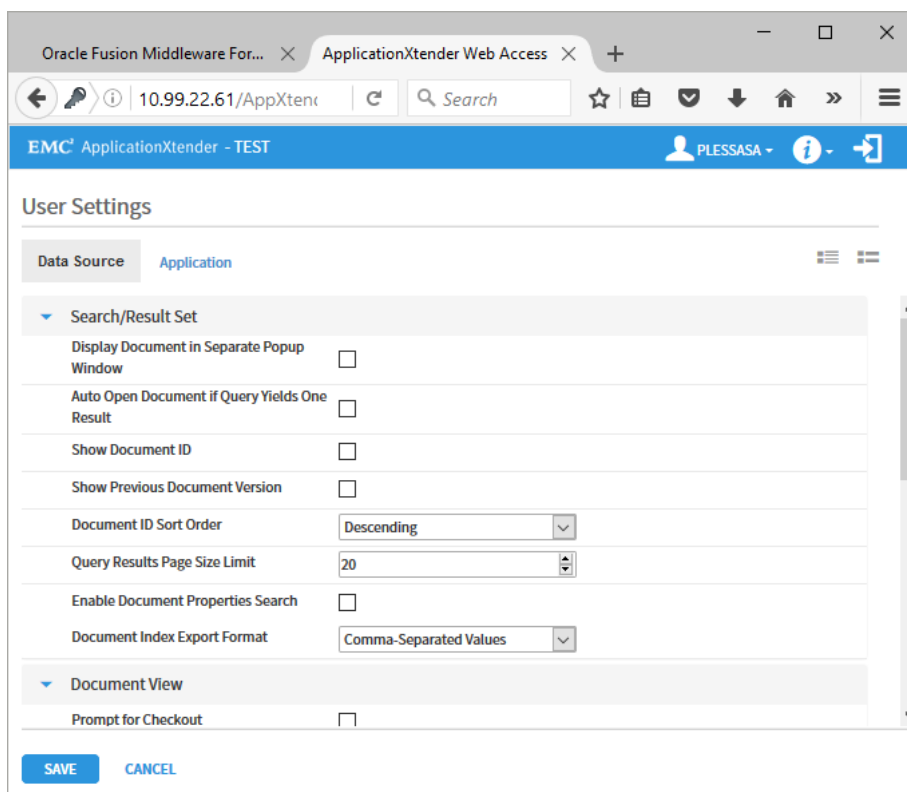 Oracle Fusion Middleware For...
ApplicationXtender Web Access
10.99.22.61/AppXtend
Search
EMC² ApplicationXtender - TEST
PLESSASA
User Settings
Data Source
Application
Search/Result Set
Display Document in Separate Popup
Window
Auto Open Document if Query Yields One
Result
Show Document ID
Show Previous Document Version
Document ID Sort Order
Descending
Query Results Page Size Limit
20
Enable Document Properties Search
Document Index Export Format
Comma-Separated Values
Document View
Prompt for Checkout
SAVE
CANCEL